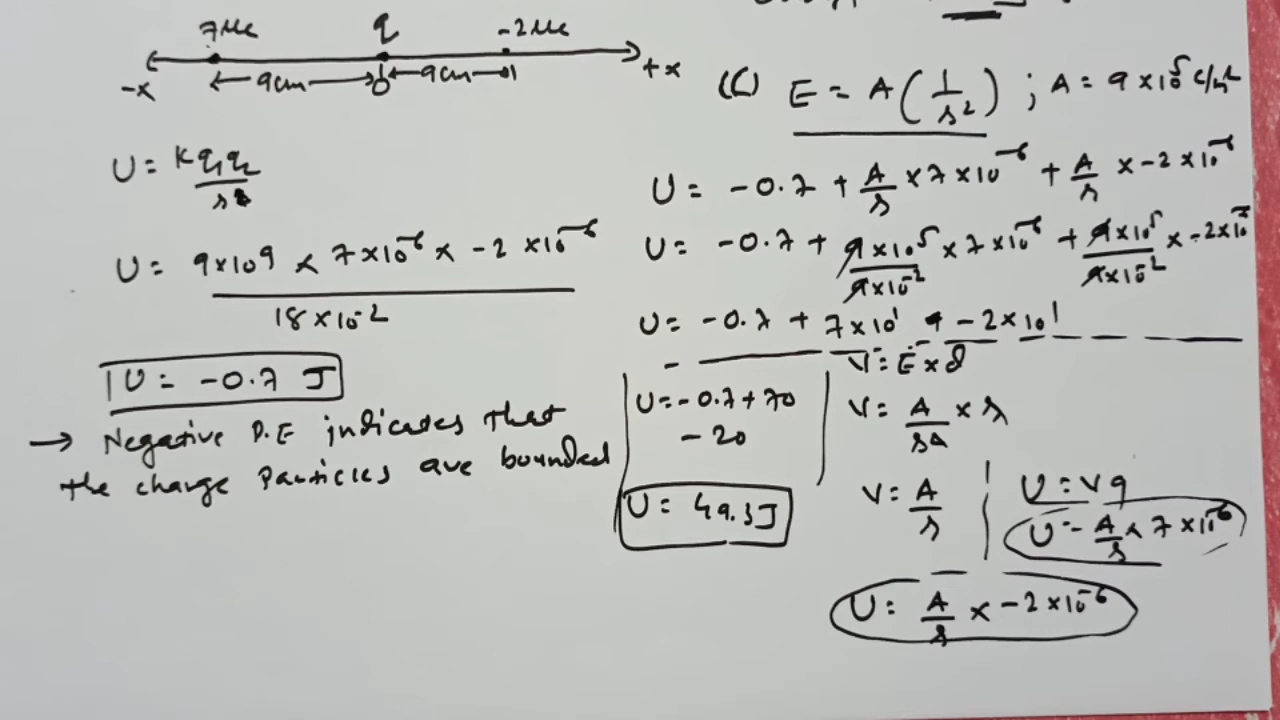 7μc q -2μc
-x 9cm 0 9cm +x
U = Kq₁q₂/r
U = 9×10⁹ × 7×10⁻⁶ × -2×10⁻⁶
18×10⁻²
U = -0.7 J
→ Negative P.E indicates that
the charge particles are bounded
(C) E = A(1/r²) ; A = 9×10⁵ C/m²
U = -0.7 + A/r × 7×10⁻⁶ + A/r × -2×10⁻⁶
U = -0.7 + 9×10⁵/9×10⁻² × 7×10⁻⁶ + 9×10⁵/9×10⁻² × -2×10
U = -0.7 + 7×10¹ + -2×10¹
U = -0.7 + 70
- 20
U = 49.3J
V = E×d
V = A/r² × r
V = A/r
U = Vq
U = A/r × 7×10⁻⁶
U = A/r × -2×10⁻⁶